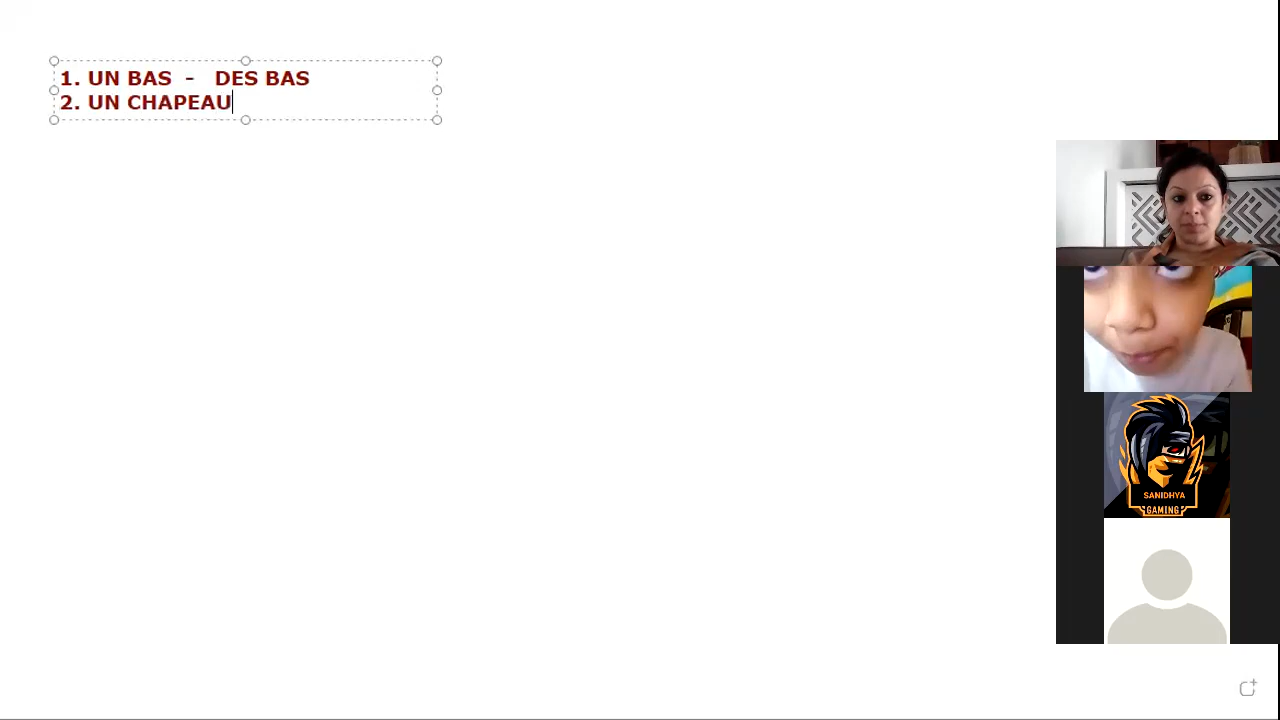 1. UN BAS  -   DES BAS
2. UN CHAPEAU
SANIDHYA
GAMING